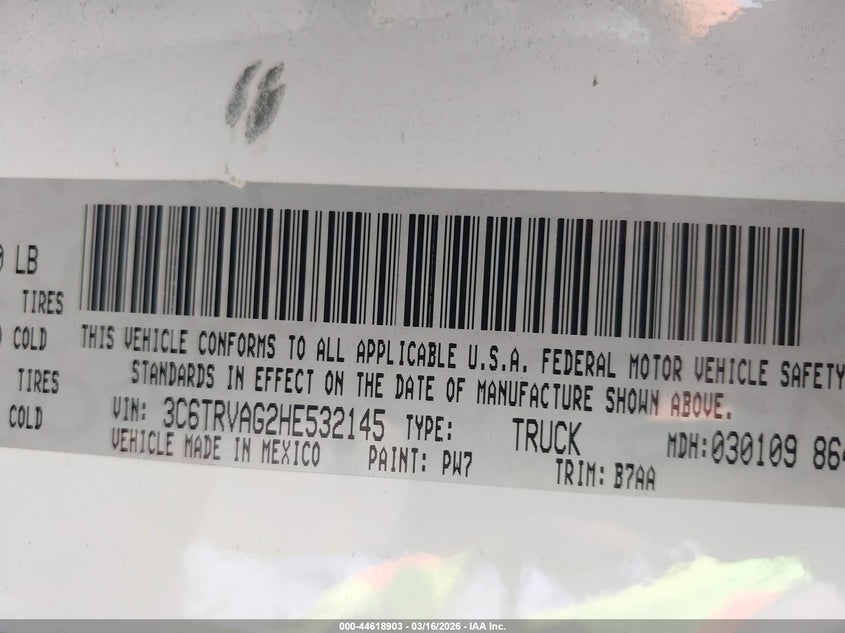 LB
TIRES
COLD
TIRES
COLD
THIS VEHICLE CONFORMS TO ALL APPLICABLE U.S.A. FEDERAL MOTOR VEHICLE SAFETY
STANDARDS IN EFFECT ON THE DATE OF MANUFACTURE SHOWN ABOVE.
VIN: 3C6TRVAG2HE532145 TYPE: TRUCK MDH:030109 864
VEHICLE MADE IN MEXICO PAINT: PW7 TRIM: B7AA
000-44618903 - 03/16/2026 - IAA Inc.